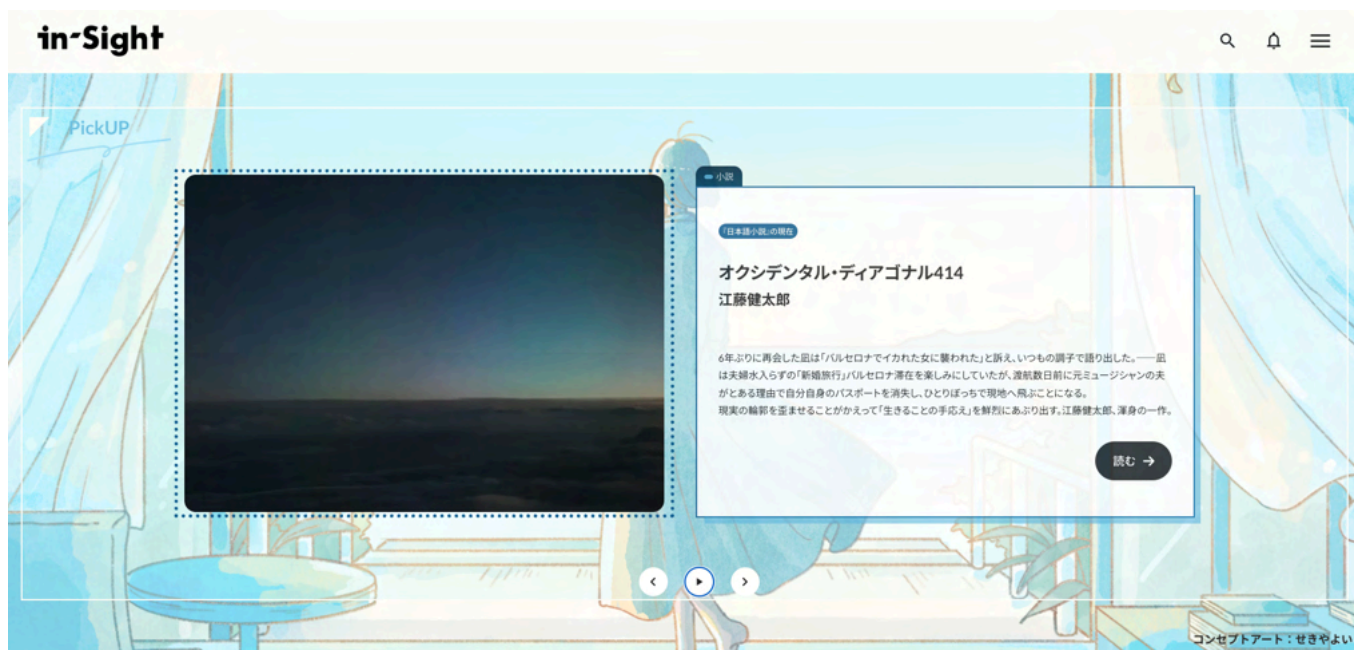 in-Sight
PickUP
小説
「日本語小説」の現在
オクシデンタル・ディアゴナル414
江藤健太郎
6年ぶりに再会した凪は「バルセロナでイカれた女に襲われた」と訴え、いつもの調子で語り出した。――凪
は夫婦水入らずの「新婚旅行」バルセロナ滞在を楽しみにしていたが、渡航数日前に元ミュージシャンの夫
がとある理由で自分自身のパスポートを消失し、ひとりぼっちで現地へ飛ぶことになる。
現実の輪郭を歪ませることがかえって「生きることの手応え」を鮮烈にあぶり出す。江藤健太郎、渾身の一作。
読む →
コンセプトアート：せきやよい